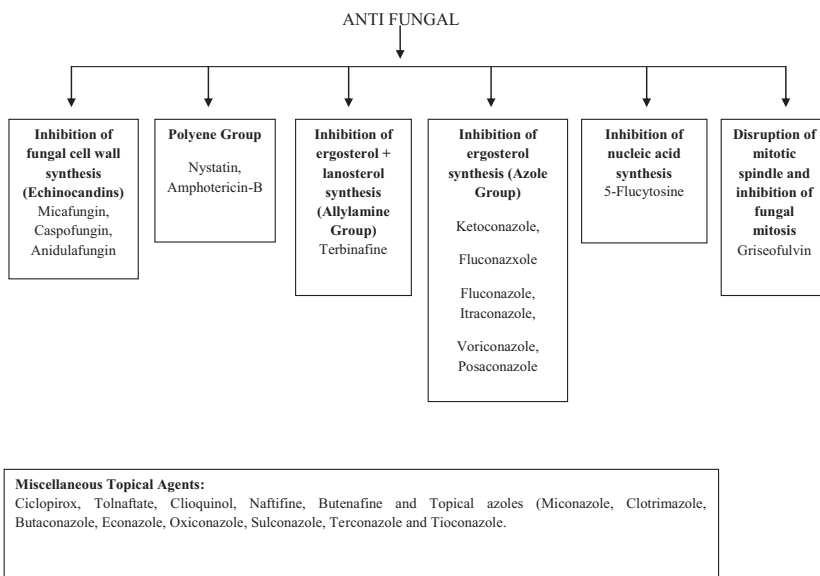 ANTI FUNGAL
Inhibition of
fungal cell wall
synthesis
(Echinocandins)
Micafungin,
Caspofungin,
Anidulafungin
Polyene Group
Nystatin,
Amphotericin-B
Inhibition of
ergosterol +
lanosterol
synthesis
(Allylamine
Group)
Terbinafine
Inhibition of
ergosterol
synthesis (Azole
Group)
Ketoconazole,
Fluconazxole
Fluconazole,
Itraconazole,
Voriconazole,
Posaconazole
Inhibition of
nucleic acid
synthesis
5-Flucytosine
Disruption of
mitotic
spindle and
inhibition of
fungal
mitosis
Griseofulvin
Miscellaneous Topical Agents:
Ciclopirox, Tolnaftate, Clioquinol, Naftifine, Butenafine and Topical azoles (Miconazole, Clotrimazole,
Butaconazole, Econazole, Oxiconazole, Sulconazole, Terconazole and Tioconazole.